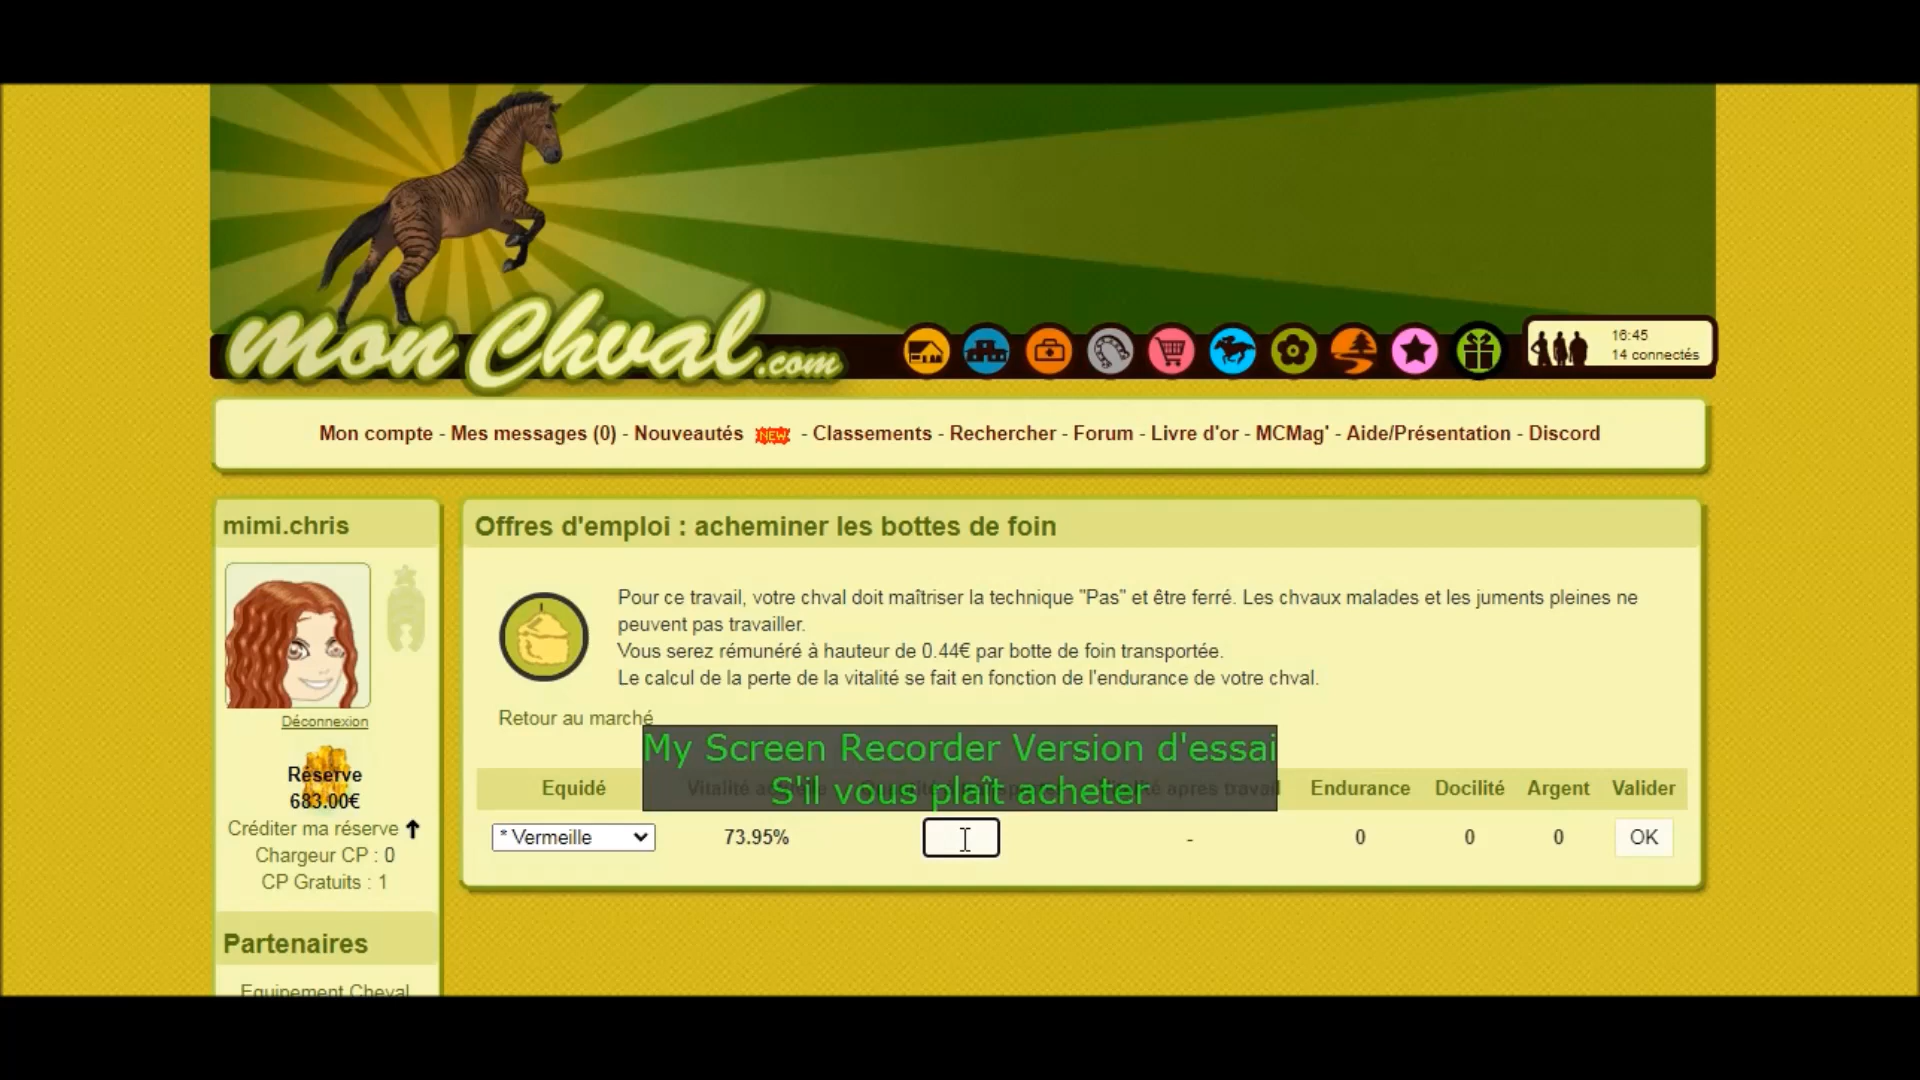 mon Chval.com
16:45
14 connectés
Mon compte - Mes messages (0) - Nouveautés NEW - Classements - Rechercher - Forum - Livre d'or - MCMag' - Aide/Présentation - Discord
mimi.chris
Déconnexion
Réserve
683.00€
Créditer ma réserve
Chargeur CP : 0
CP Gratuits : 1
Partenaires
Equipement Cheval
Offres d'emploi : acheminer les bottes de foin
Pour ce travail, votre chval doit maîtriser la technique "Pas" et être ferré. Les chvaux malades et les juments pleines ne
peuvent pas travailler.
Vous serez rémunéré à hauteur de 0.44€ par botte de foin transportée.
Le calcul de la perte de la vitalité se fait en fonction de l'endurance de votre chval.
Retour au marché
My Screen Recorder Version d'essai
S'il vous plaît acheter
Equidé Vitalité après travail Endurance Docilité Argent Valider
* Vermeille 73.95% - 0 0 0 OK